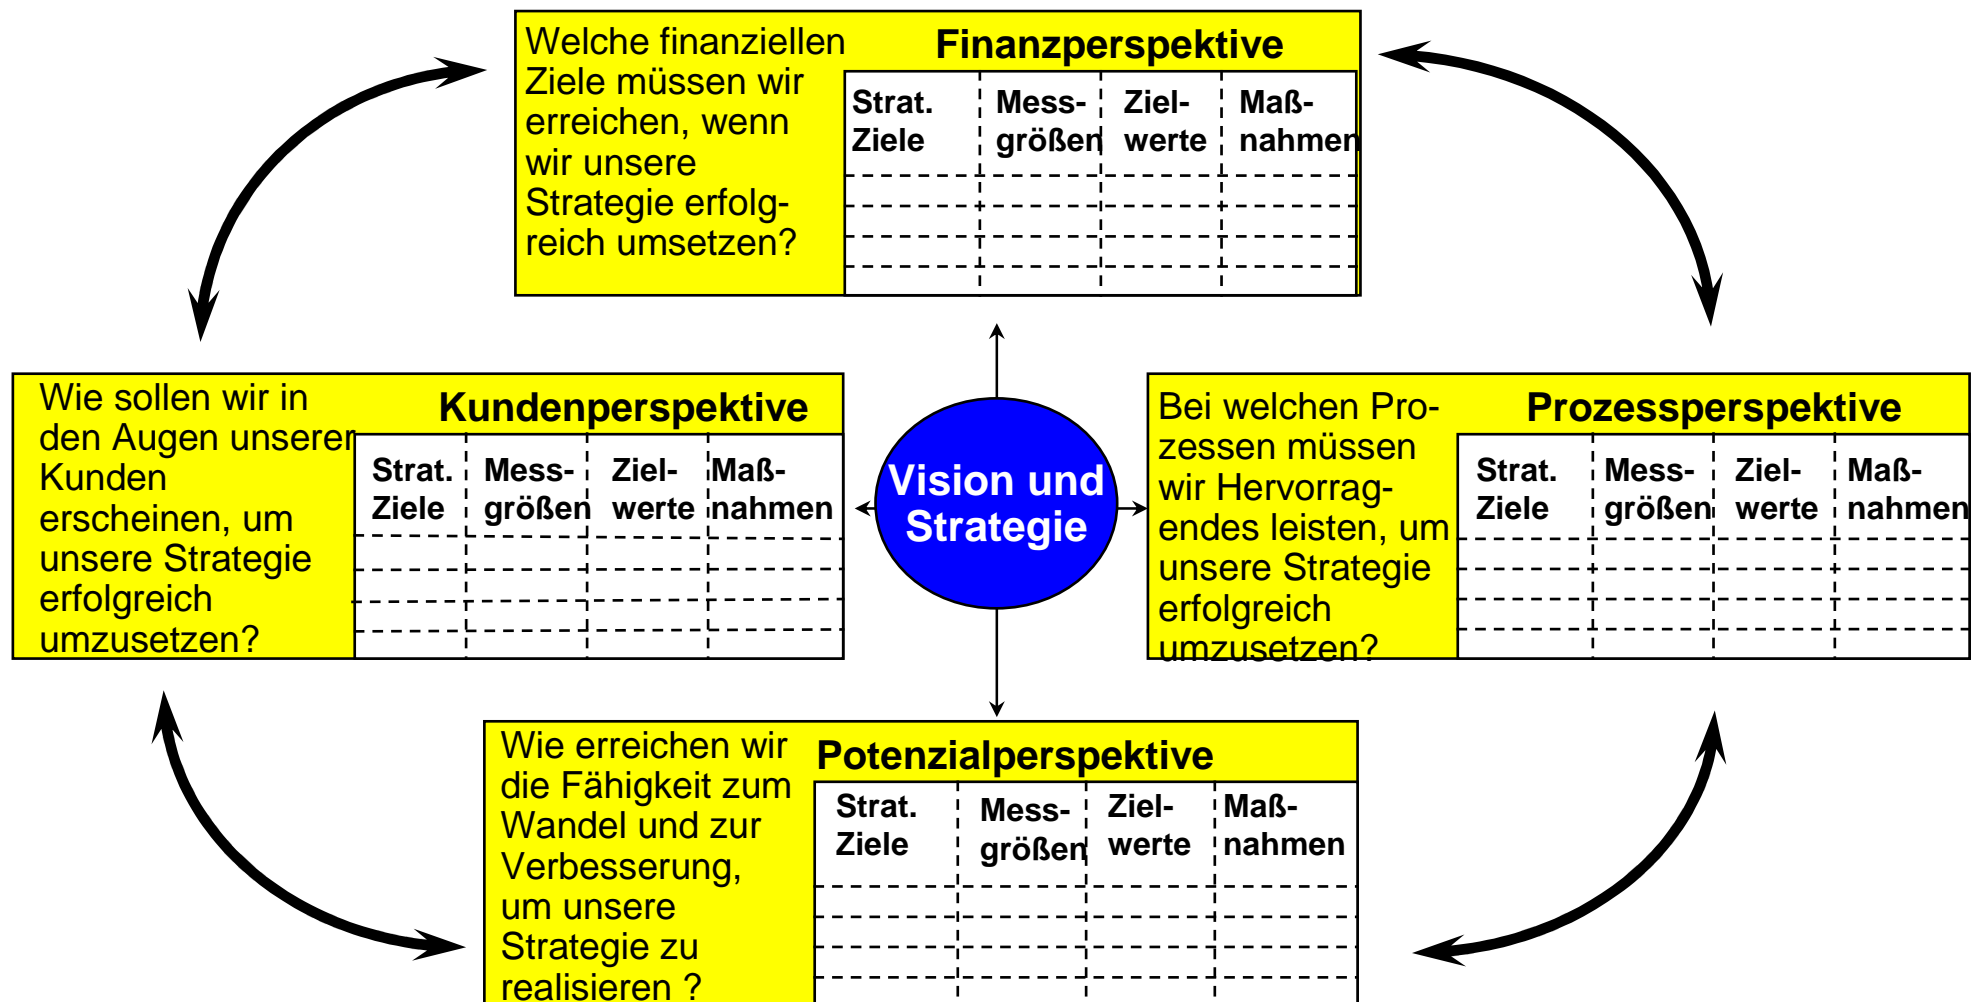 Welche finanziellen
Ziele müssen wir
erreichen, wenn
wir unsere
Strategie erfolg-
reich umsetzen?
Finanzperspektive
Strat. Mess- Ziel- Maß-
Ziele größen werte nahmen
Wie sollen wir in
den Augen unserer
Kunden
erscheinen, um
unsere Strategie
erfolgreich
umzusetzen?
Kundenperspektive
Strat. Mess- Ziel- Maß-
Ziele größen werte nahmen
Vision und
Strategie
Bei welchen Pro-
zessen müssen
wir Hervorrag-
endes leisten, um
unsere Strategie
erfolgreich
umzusetzen?
Prozessperspektive
Strat. Mess- Ziel- Maß-
Ziele größen werte nahmen
Wie erreichen wir
die Fähigkeit zum
Wandel und zur
Verbesserung,
um unsere
Strategie zu
realisieren ?
Potenzialperspektive
Strat. Mess- Ziel- Maß-
Ziele größen werte nahmen